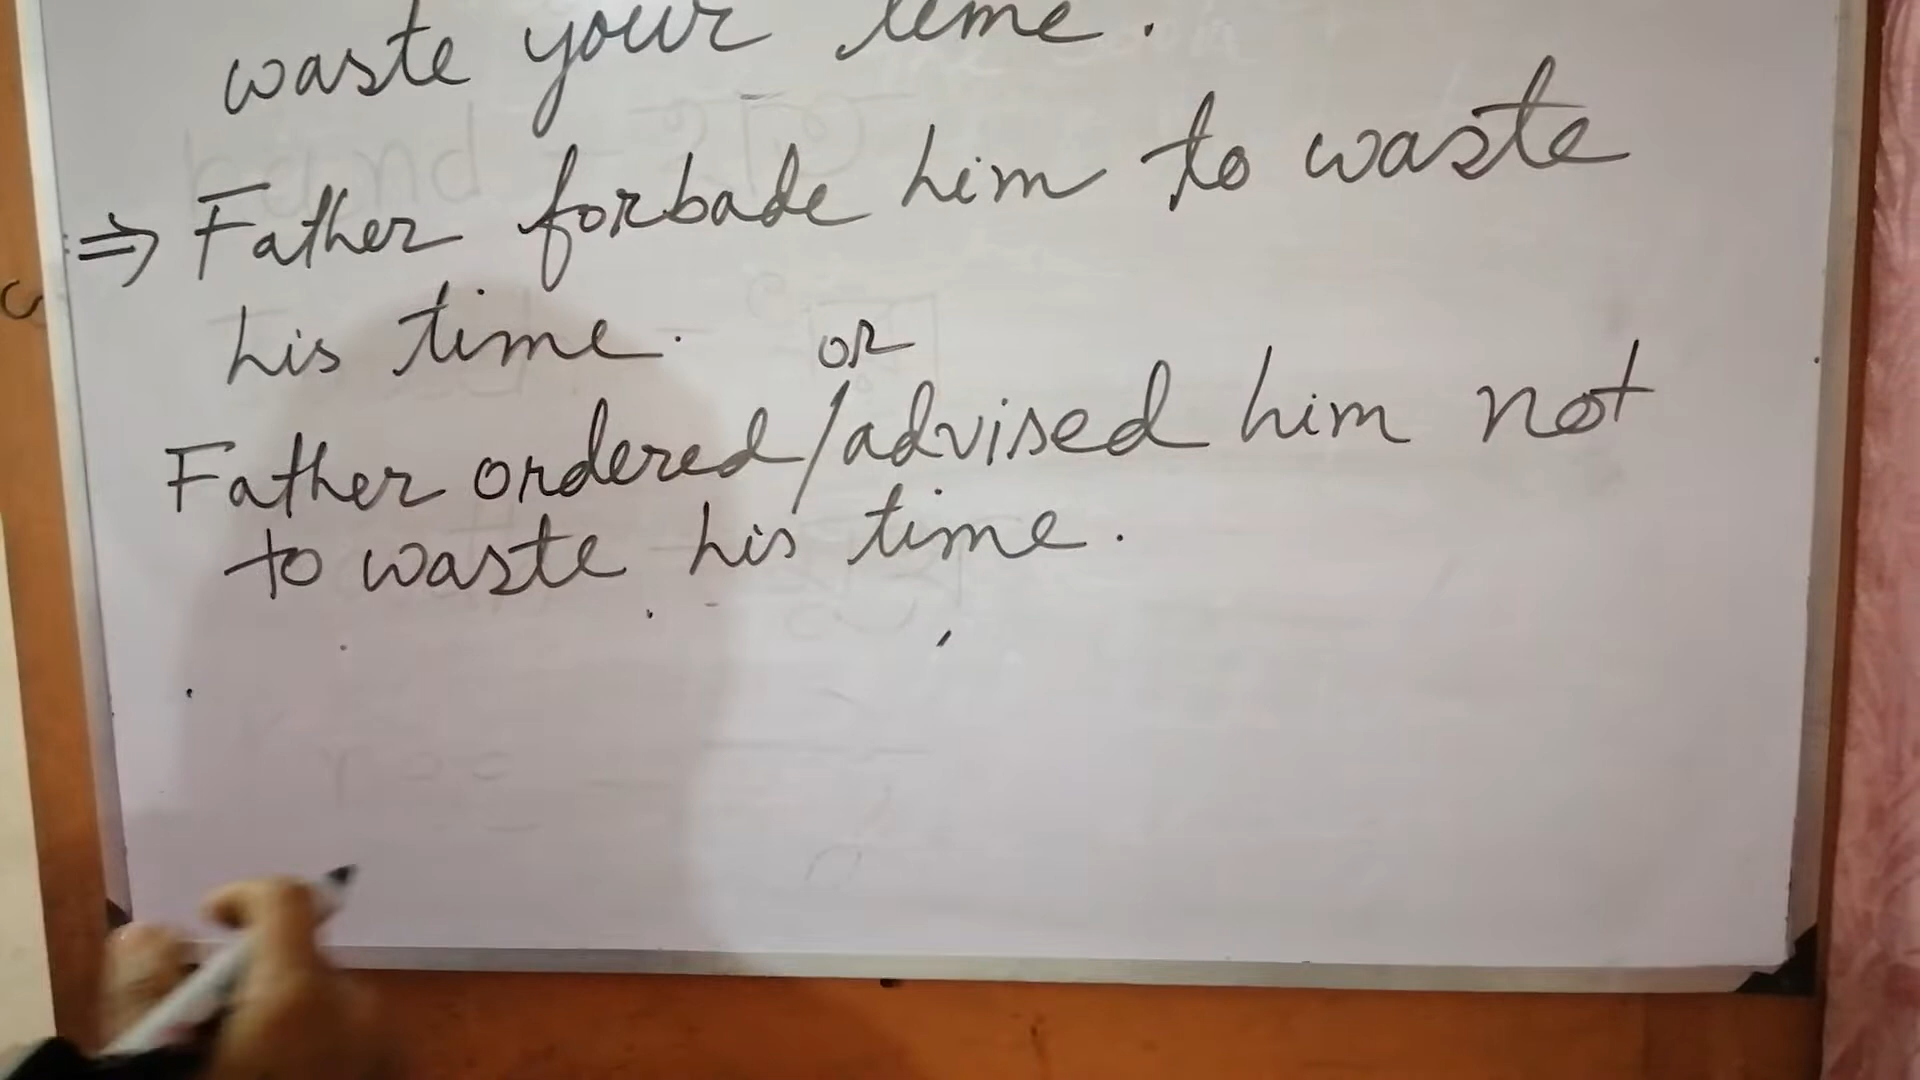 waste your time.
⇒ Father forbade him to waste
his time. or
Father ordered/advised him not
to waste his time.